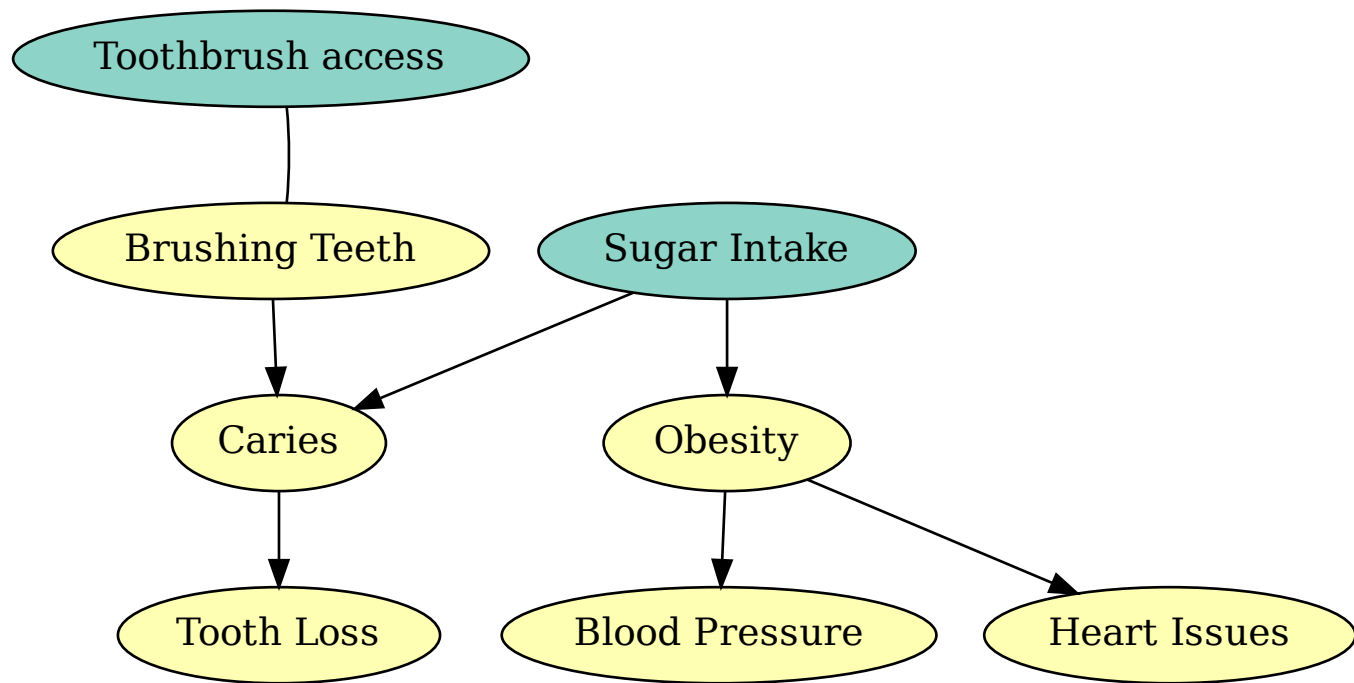 Toothbrush access
Brushing Teeth
Sugar Intake
Caries
Obesity
Tooth Loss
Blood Pressure
Heart Issues